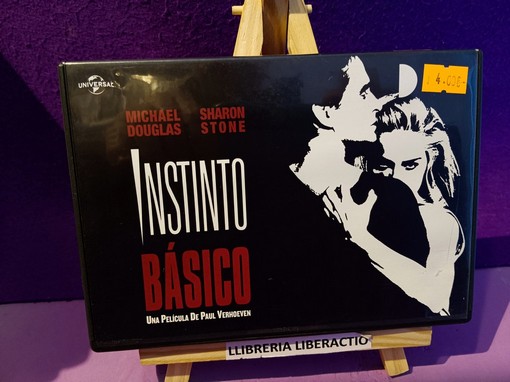 UNIVERSAL
MICHAEL SHARON
DOUGLAS STONE
INSTINTO
BÁSICO
UNA PELÍCULA DE PAUL VERHOEVEN
LLIBRERIA LIBERACTIO